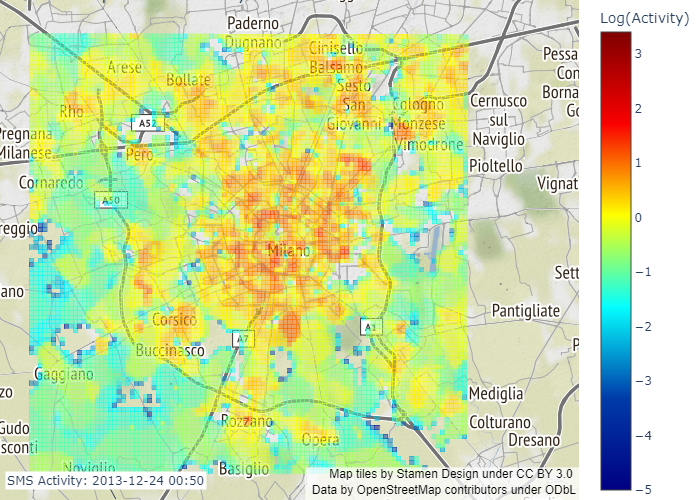 Log(Activity)
Paderno
Dugnano
Cinisello
Balsamo
Arese
Bollate
Sesto
San
Giovanni
Rho
A52
Cologno
Monzese
Vimodrone
Cernusco
sul
Naviglio
Pessa
Con
Borna
Go
Pregnana
Milanese
Pero
Pioltello
Cornaredo
A50
Vignat
reggio
Milano
ano
Sett
Pantigliate
Corsico
A7
A1
Buccinasco
P
Gaggiano
zo
Mediglia
Gudo
sconti
Rozzano
Opera
Colturano
Dresano
Noviglio
Basiglio
SMS Activity: 2013-12-24 00:50
Map tiles by Stamen Design under CC BY 3.0
Data by OpenStreetMap contributors under ODbL
3
2
1
0
−1
−2
−3
−4
−5